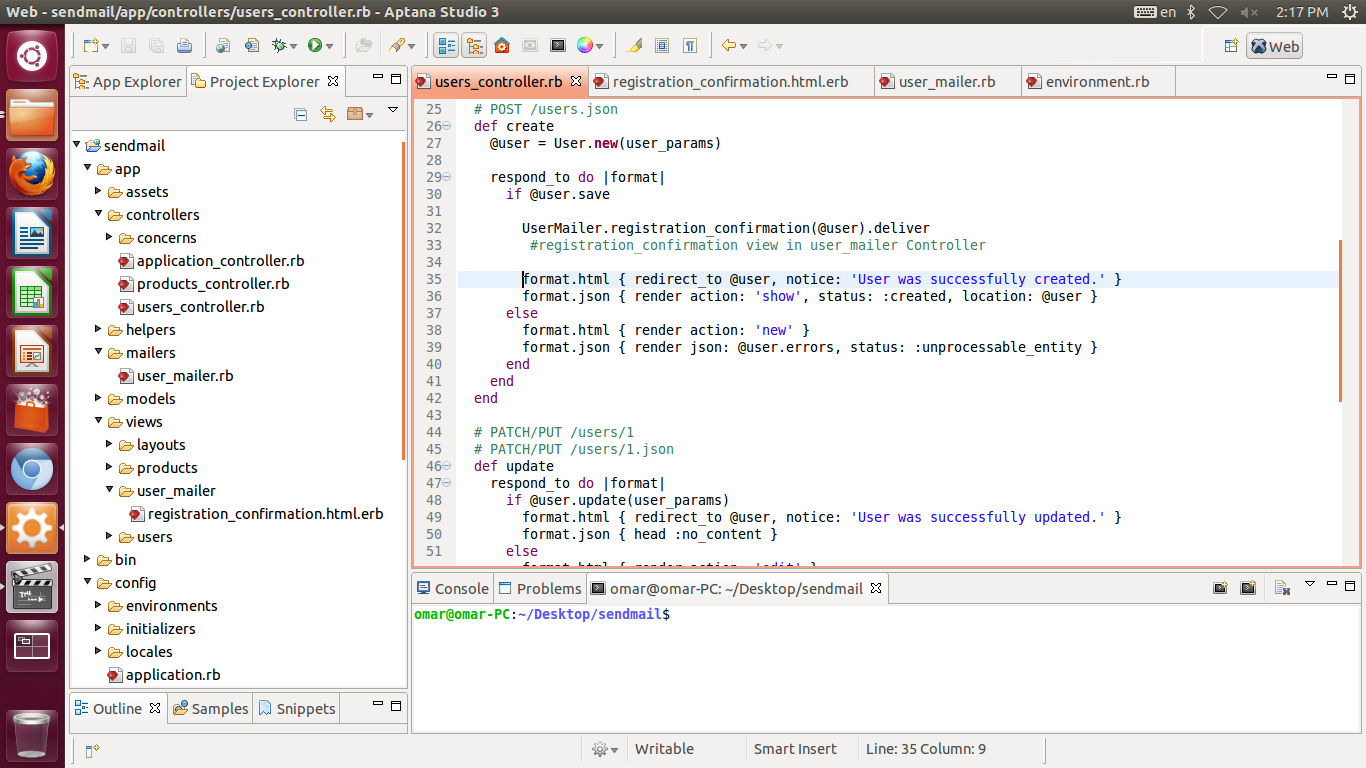 Web - sendmail/app/controllers/users_controller.rb - Aptana Studio 3
en
2:17 PM
Web
App Explorer
Project Explorer
sendmail
app
assets
controllers
concerns
application_controller.rb
products_controller.rb
users_controller.rb
helpers
mailers
user_mailer.rb
models
views
layouts
products
user_mailer
registration_confirmation.html.erb
users
bin
config
environments
initializers
locales
application.rb
Outline
Samples
Snippets
users_controller.rb
registration_confirmation.html.erb
user_mailer.rb
environment.rb
25 # POST /users.json
26 def create
27 @user = User.new(user_params)
28
29 respond_to do |format|
30 if @user.save
31
32 UserMailer.registration_confirmation(@user).deliver
33 #registration_confirmation view in user_mailer Controller
34
35 format.html { redirect_to @user, notice: 'User was successfully created.' }
36 format.json { render action: 'show', status: :created, location: @user }
37 else
38 format.html { render action: 'new' }
39 format.json { render json: @user.errors, status: :unprocessable_entity }
40 end
41 end
42 end
43
44 # PATCH/PUT /users/1
45 # PATCH/PUT /users/1.json
46 def update
47 respond_to do |format|
48 if @user.update(user_params)
49 format.html { redirect_to @user, notice: 'User was successfully updated.' }
50 format.json { head :no_content }
51 else
format.html { render action: 'edit' }
Console
Problems
omar@omar-PC: ~/Desktop/sendmail
omar@omar-PC:~/Desktop/sendmail$
Writable
Smart Insert
Line: 35 Column: 9